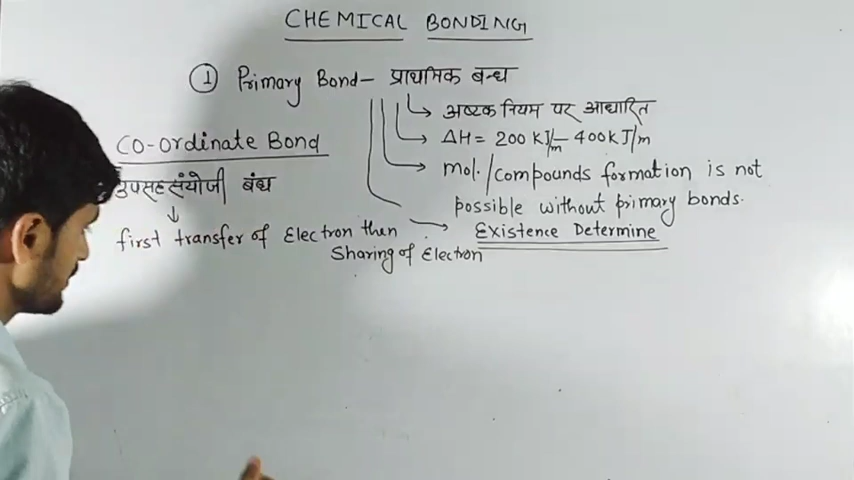 CHEMICAL BONDING
① Primary Bond- प्राथमिक बन्ध
अष्टक नियम पर आधारित
ΔH = 200 KJ/m - 400KJ/m
mol./compounds formation is not
possible without primary bonds.
Existence Determine
CO-Ordinate Bond
उपसहसंयोजी बंध
first transfer of Electron then
Sharing of Electron